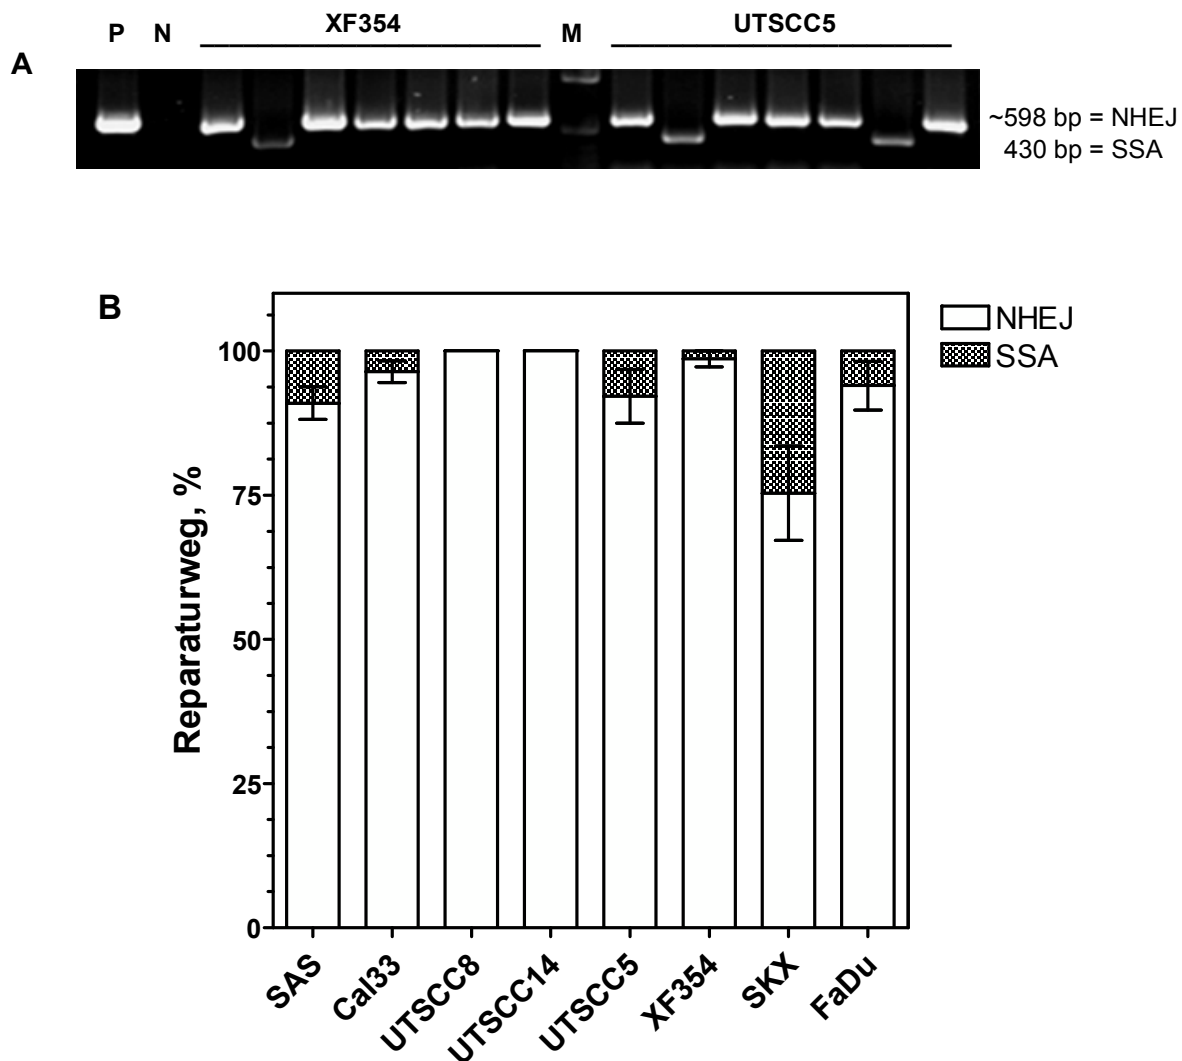 XF354
UTSCC5
P N M
A
~598 bp = NHEJ
430 bp = SSA
B
NHEJ
SSA
100
75
50
25
0
Reparaturweg, %
SAS
Cal33
UTSCC8
UTSCC14
UTSCC5
XF354
SKX
FaDu